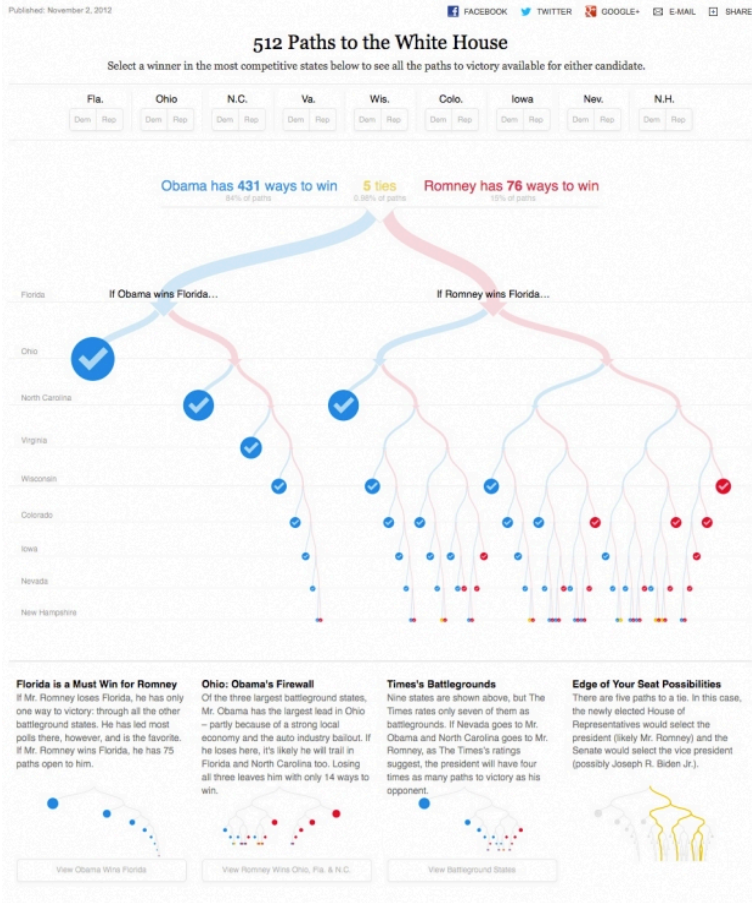 Published: November 2, 2012
FACEBOOK TWITTER GOOGLE+ E-MAIL SHARE
512 Paths to the White House
Select a winner in the most competitive states below to see all the paths to victory available for either candidate.
Fla. Ohio N.C. Va. Wis. Colo. Iowa Nev. N.H.
Dem Rep Dem Rep Dem Rep Dem Rep Dem Rep Dem Rep Dem Rep Dem Rep Dem Rep
Obama has 431 ways to win 5 ties Romney has 76 ways to win
84% of paths 0.98% of paths 15% of paths
Florida If Obama wins Florida... If Romney wins Florida...
Ohio
North Carolina
Virginia
Wisconsin
Colorado
Iowa
Nevada
New Hampshire
Florida is a Must Win for Romney
If Mr. Romney loses Florida, he has only
one way to victory: through all the other
battleground states. He has led most
polls there, however, and is the favorite.
If Mr. Romney wins Florida, he has 75
paths open to him.
View Obama Wins Florida
Ohio: Obama's Firewall
Of the three largest battleground states,
Mr. Obama has the largest lead in Ohio
– partly because of a strong local
economy and the auto industry bailout. If
he loses here, it's likely he will trail in
Florida and North Carolina too. Losing
all three leaves him with only 14 ways to
win.
View Romney Wins Ohio, Fla. & N.C.
Times's Battlegrounds
Nine states are shown above, but The
Times rates only seven of them as
battlegrounds. If Nevada goes to Mr.
Obama and North Carolina goes to Mr.
Romney, as The Times's ratings
suggest, the president will have four
times as many paths to victory as his
opponent.
View Battleground States
Edge of Your Seat Possibilities
There are five paths to a tie. In this case,
the newly elected House of
Representatives would select the
president (likely Mr. Romney) and the
Senate would select the vice president
(possibly Joseph R. Biden Jr.).